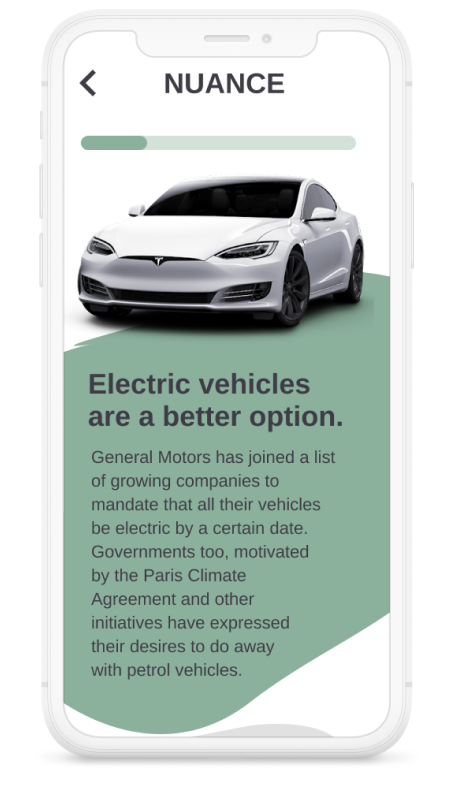 NUANCE
Electric vehicles
are a better option.
General Motors has joined a list
of growing companies to
mandate that all their vehicles
be electric by a certain date.
Governments too, motivated
by the Paris Climate
Agreement and other
initiatives have expressed
their desires to do away
with petrol vehicles.